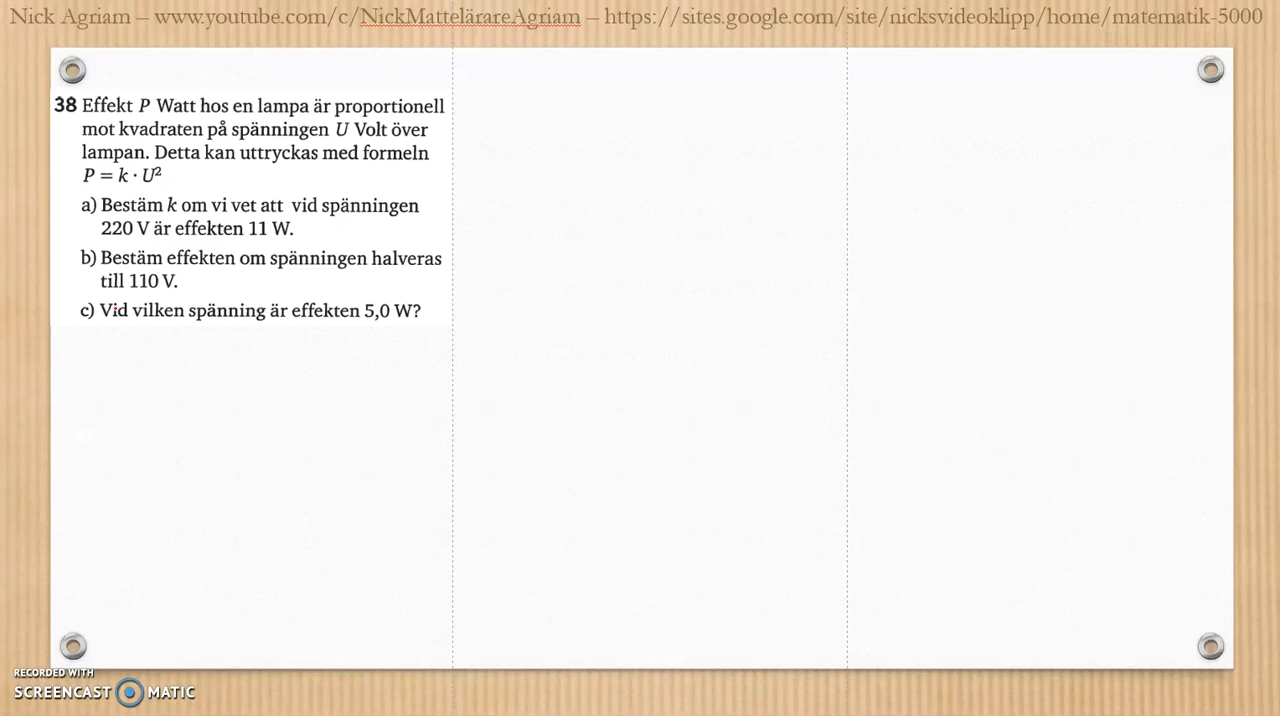 Nick Agriam – www.youtube.com/c/NickMattelärareAgriam – https://sites.google.com/site/nicksvideoklipp/home/matematik-5000
38 Effekt P Watt hos en lampa är proportionell
mot kvadraten på spänningen U Volt över
lampan. Detta kan uttryckas med formeln
P = k · U²
a) Bestäm k om vi vet att vid spänningen
220 V är effekten 11 W.
b) Bestäm effekten om spänningen halveras
till 110 V.
c) Vid vilken spänning är effekten 5,0 W?
RECORDED WITH
SCREENCAST MATIC